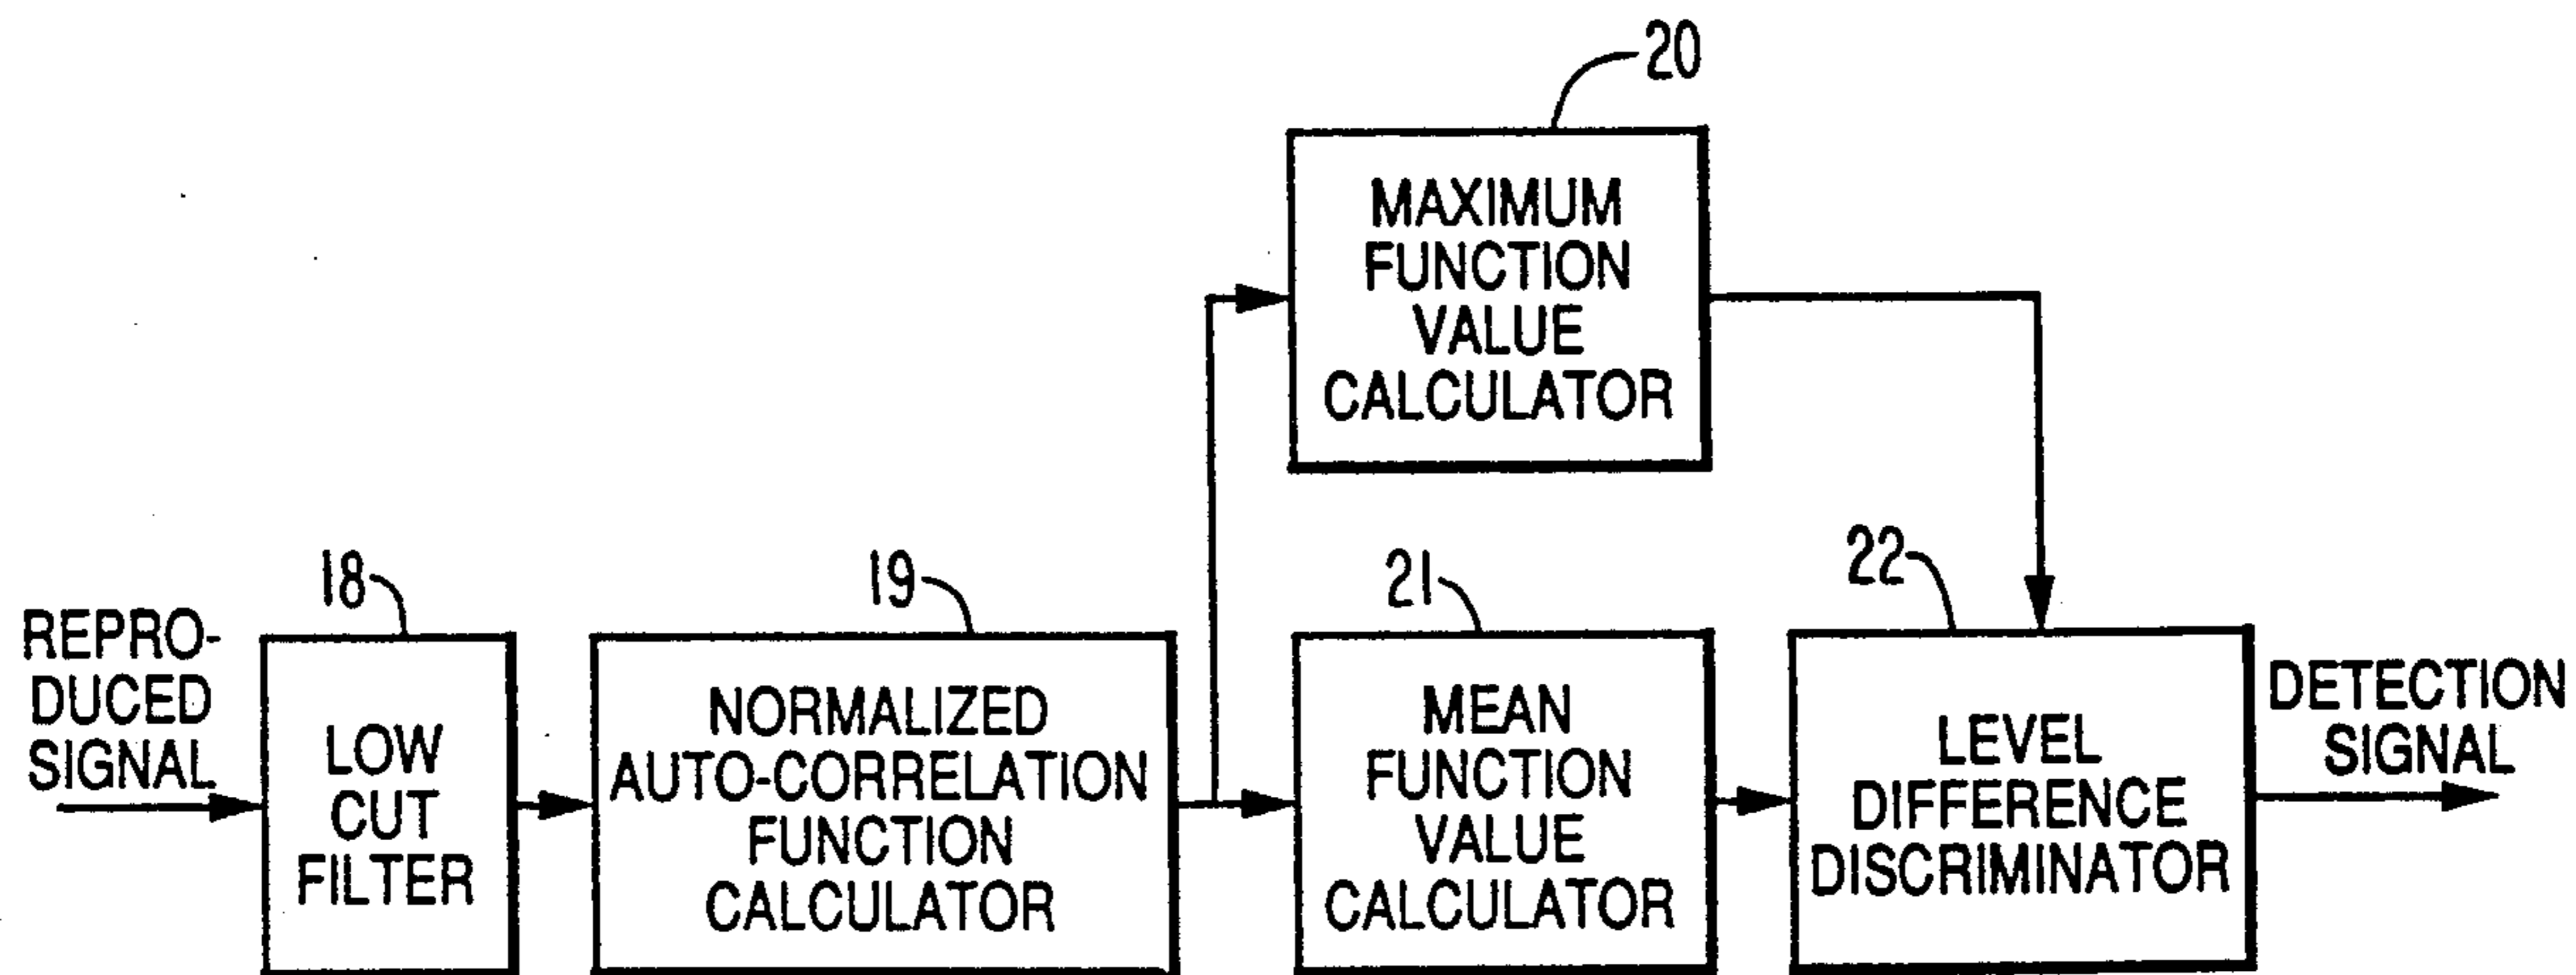 20
MAXIMUM
FUNCTION
VALUE
CALCULATOR
REPRO-
DUCED
SIGNAL
18
LOW
CUT
FILTER
19
NORMALIZED
AUTO-CORRELATION
FUNCTION
CALCULATOR
21
MEAN
FUNCTION
VALUE
CALCULATOR
22
LEVEL
DIFFERENCE
DISCRIMINATOR
DETECTION
SIGNAL